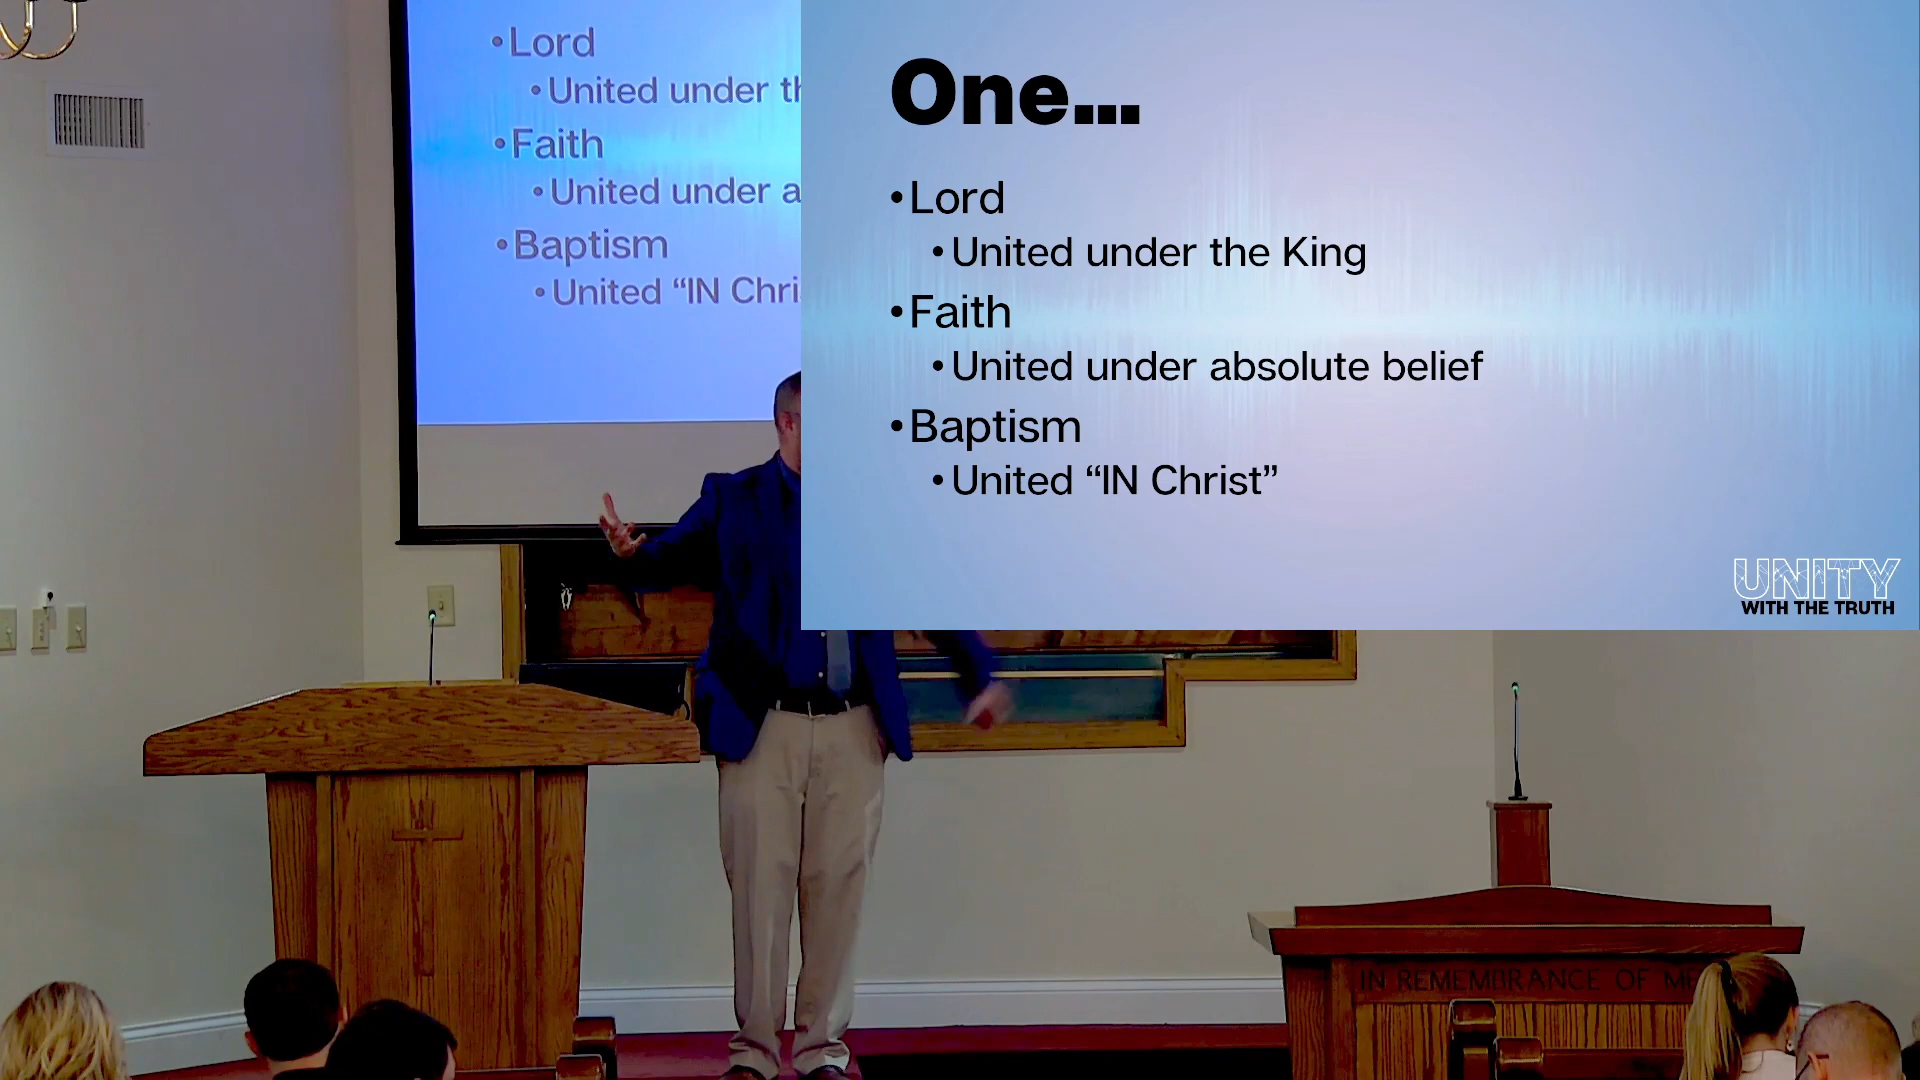 •Lord
•United under th
•Faith
•United under a
•Baptism
•United “IN Chri
One...
•Lord
•United under the King
•Faith
•United under absolute belief
•Baptism
•United “IN Christ”
UNITY
WITH THE TRUTH
IN REMEMBRANCE OF ME